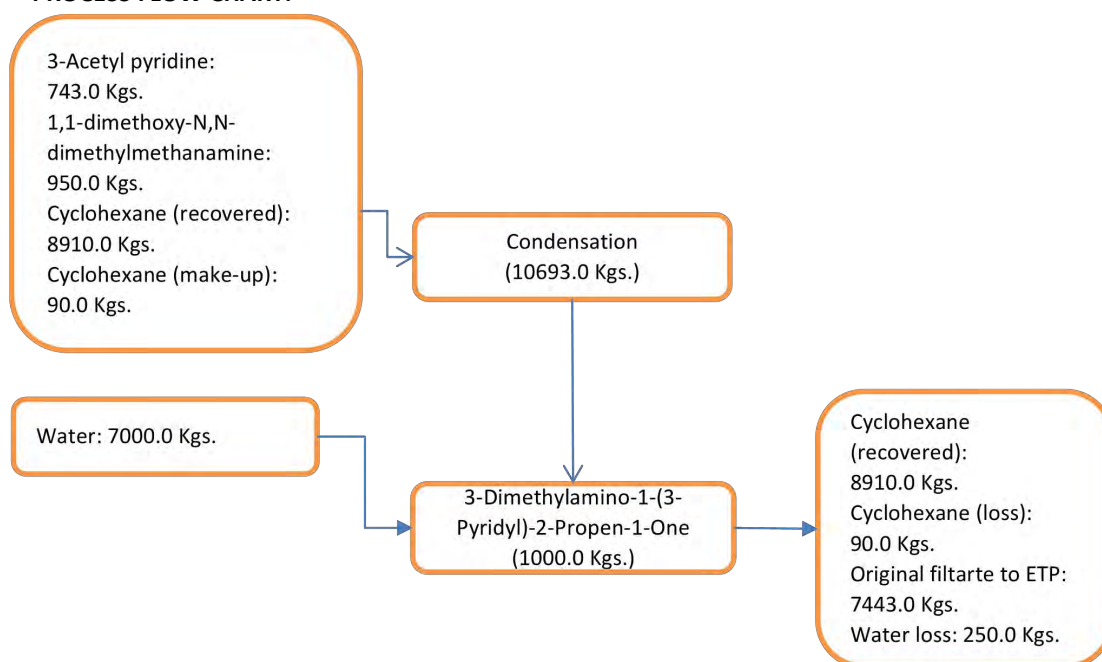 3-Acetyl pyridine:
743.0 Kgs.
1,1-dimethoxy-N,N-
dimethylmethanamine:
950.0 Kgs.
Cyclohexane (recovered):
8910.0 Kgs.
Cyclohexane (make-up):
90.0 Kgs.
Condensation
(10693.0 Kgs.)
Water: 7000.0 Kgs.
3-Dimethylamino-1-(3-
Pyridyl)-2-Propen-1-One
(1000.0 Kgs.)
Cyclohexane
(recovered):
8910.0 Kgs.
Cyclohexane (loss):
90.0 Kgs.
Original filtarte to ETP:
7443.0 Kgs.
Water loss: 250.0 Kgs.